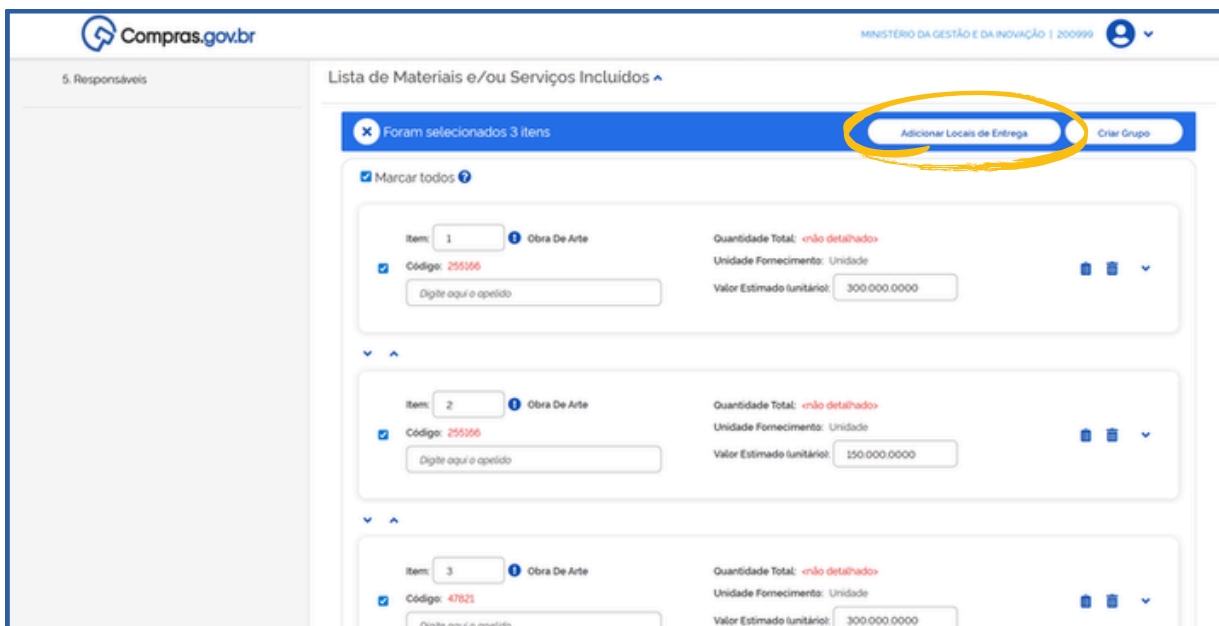 Compras.gov.br
MINISTÉRIO DA GESTÃO E DA INOVAÇÃO | 200999
5. Responsáveis
Lista de Materiais e/ou Serviços Incluídos
Foram selecionados 3 itens
Adicionar Locais de Entrega
Criar Grupo
Marcar todos
Item: 1 Obra De Arte
Quantidade Total: <não detalhado>
Código: 255166
Unidade Fornecimento: Unidade
Digite aqui o apelido
Valor Estimado (unitário): 300.000.0000
Item: 2 Obra De Arte
Quantidade Total: <não detalhado>
Código: 255166
Unidade Fornecimento: Unidade
Digite aqui o apelido
Valor Estimado (unitário): 150.000.0000
Item: 3 Obra De Arte
Quantidade Total: <não detalhado>
Código: 47821
Unidade Fornecimento: Unidade
Digite aqui o apelido
Valor Estimado (unitário): 300.000.0000